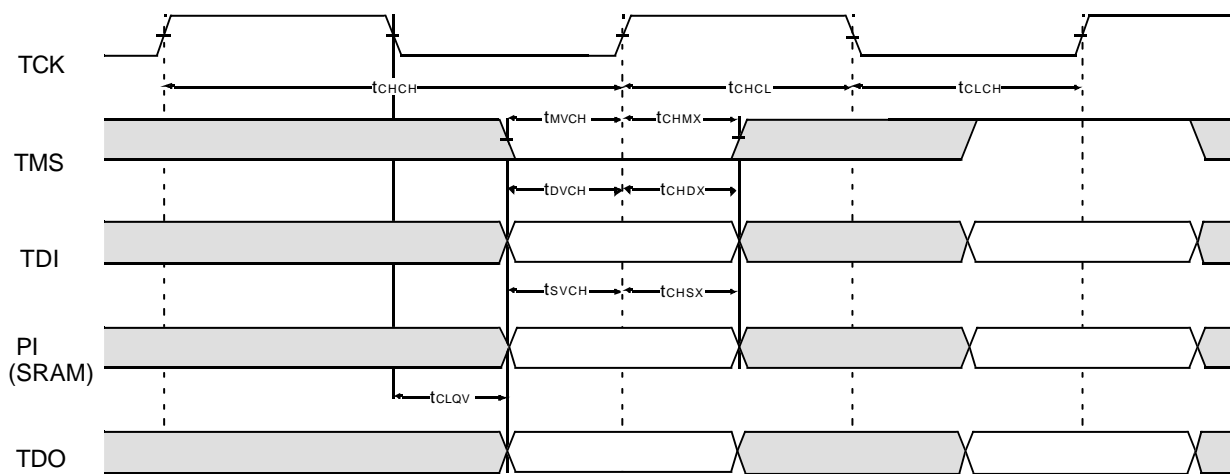 TCK
tCHCH tCHCL tCLCH
tMVCH tCHMX
TMS
tDVCH tCHDX
TDI
tSVCH tCHSX
PI
(SRAM)
tCLQV
TDO